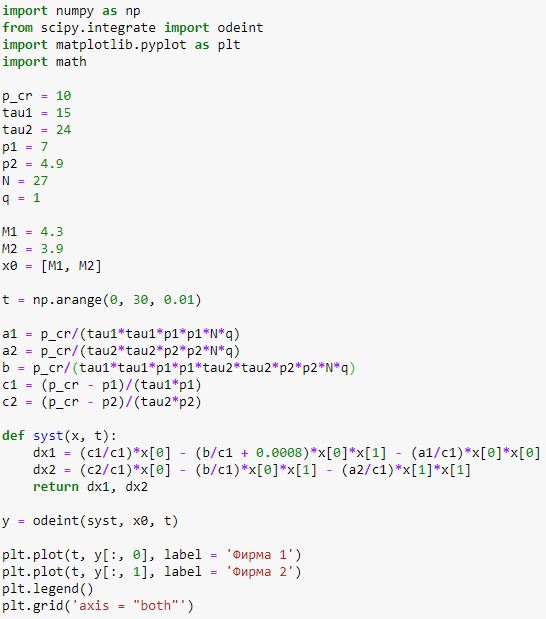 import numpy as np
from scipy.integrate import odeint
import matplotlib.pyplot as plt
import math
p_cr = 10
tau1 = 15
tau2 = 24
p1 = 7
p2 = 4.9
N = 27
q = 1
M1 = 4.3
M2 = 3.9
x0 = [M1, M2]
t = np.arange(0, 30, 0.01)
a1 = p_cr/(tau1*tau1*p1*p1*N*q)
a2 = p_cr/(tau2*tau2*p2*p2*N*q)
b = p_cr/(tau1*tau1*p1*p1*tau2*tau2*p2*p2*N*q)
c1 = (p_cr - p1)/(tau1*p1)
c2 = (p_cr - p2)/(tau2*p2)
def syst(x, t):
    dx1 = (c1/c1)*x[0] - (b/c1 + 0.0008)*x[0]*x[1] - (a1/c1)*x[0]*x[0]
    dx2 = (c2/c1)*x[0] - (b/c1)*x[0]*x[1] - (a2/c1)*x[1]*x[1]
    return dx1, dx2
y = odeint(syst, x0, t)
plt.plot(t, y[:, 0], label = 'Фирма 1')
plt.plot(t, y[:, 1], label = 'Фирма 2')
plt.legend()
plt.grid('axis = "both"')